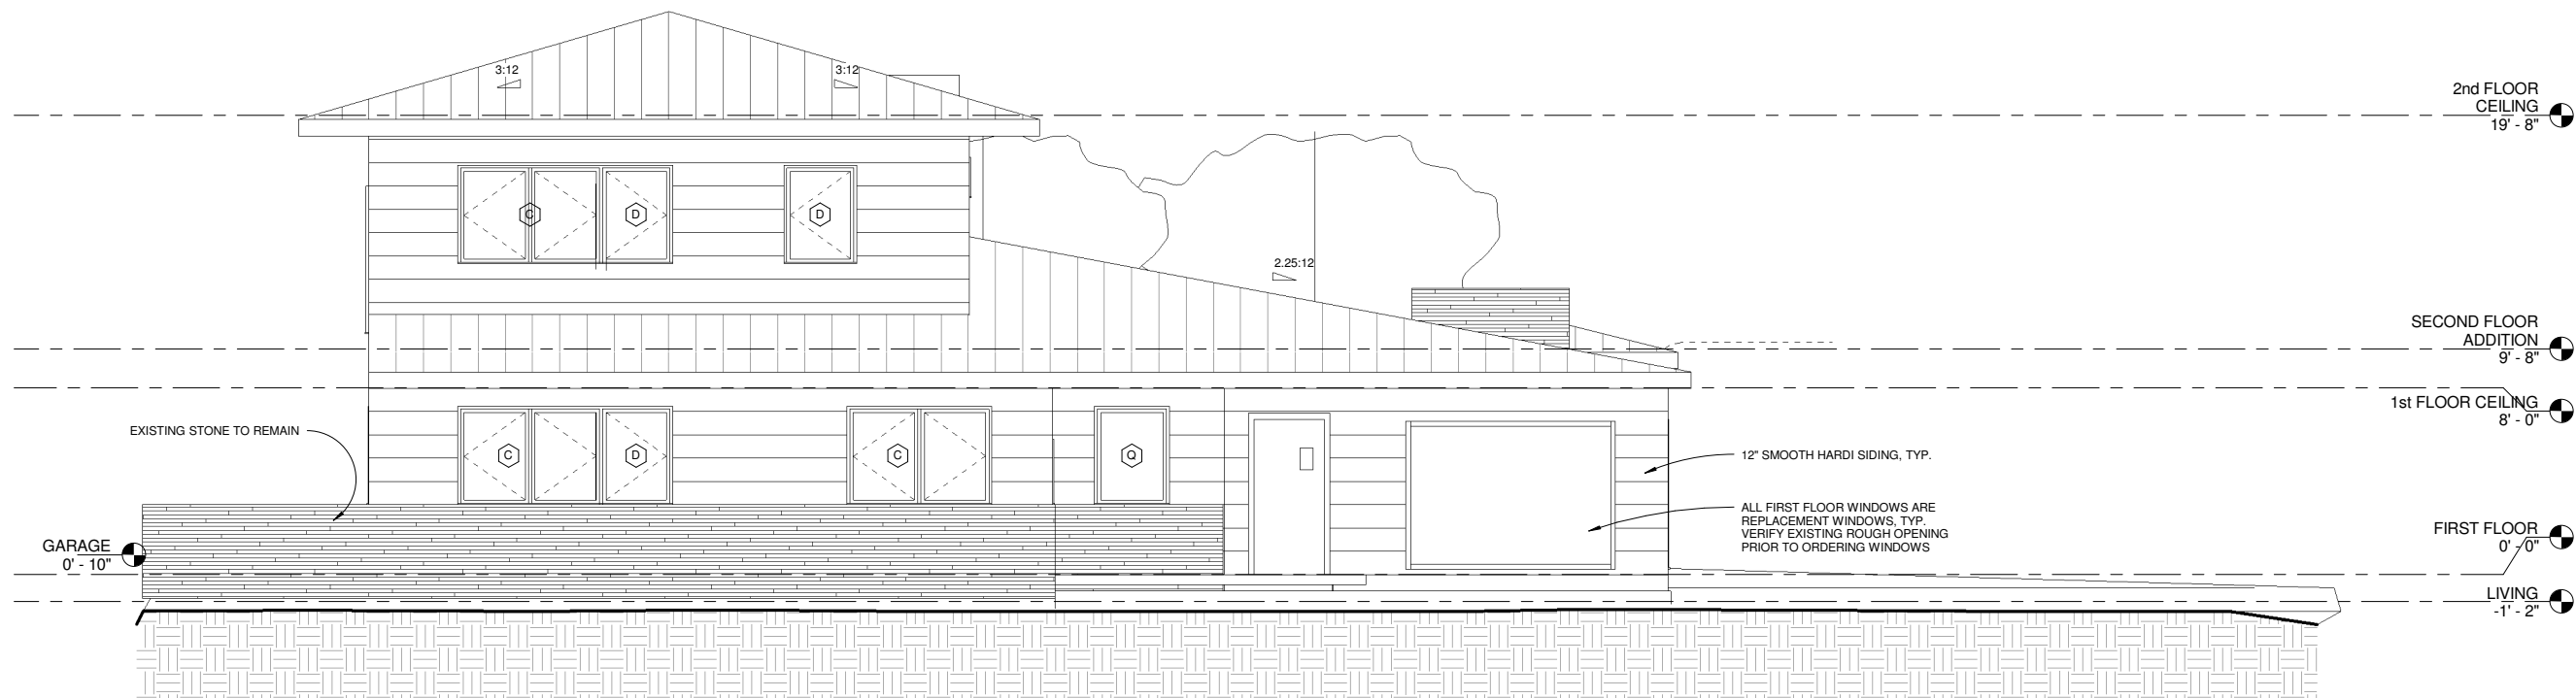 3:12
3:12
2nd FLOOR
CEILING
19' - 8"
C
D
D
2.25:12
SECOND FLOOR
ADDITION
9' - 8"
1st FLOOR CEILING
8' - 0"
EXISTING STONE TO REMAIN
C
D
C
Q
12" SMOOTH HARDI SIDING, TYP.
ALL FIRST FLOOR WINDOWS ARE
REPLACEMENT WINDOWS, TYP.
VERIFY EXISTING ROUGH OPENING
PRIOR TO ORDERING WINDOWS
GARAGE
0' - 10"
FIRST FLOOR
0' - 0"
LIVING
-1' - 2"